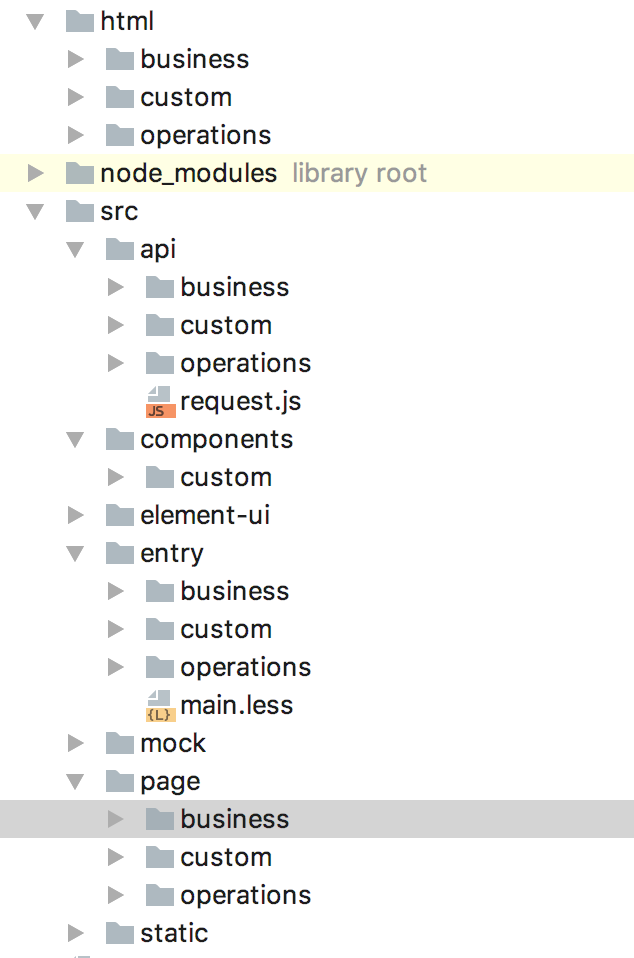 html
business
custom
operations
node_modules library root
src
api
business
custom
operations
JS request.js
components
custom
element-ui
entry
business
custom
operations
{L} main.less
mock
page
business
custom
operations
static